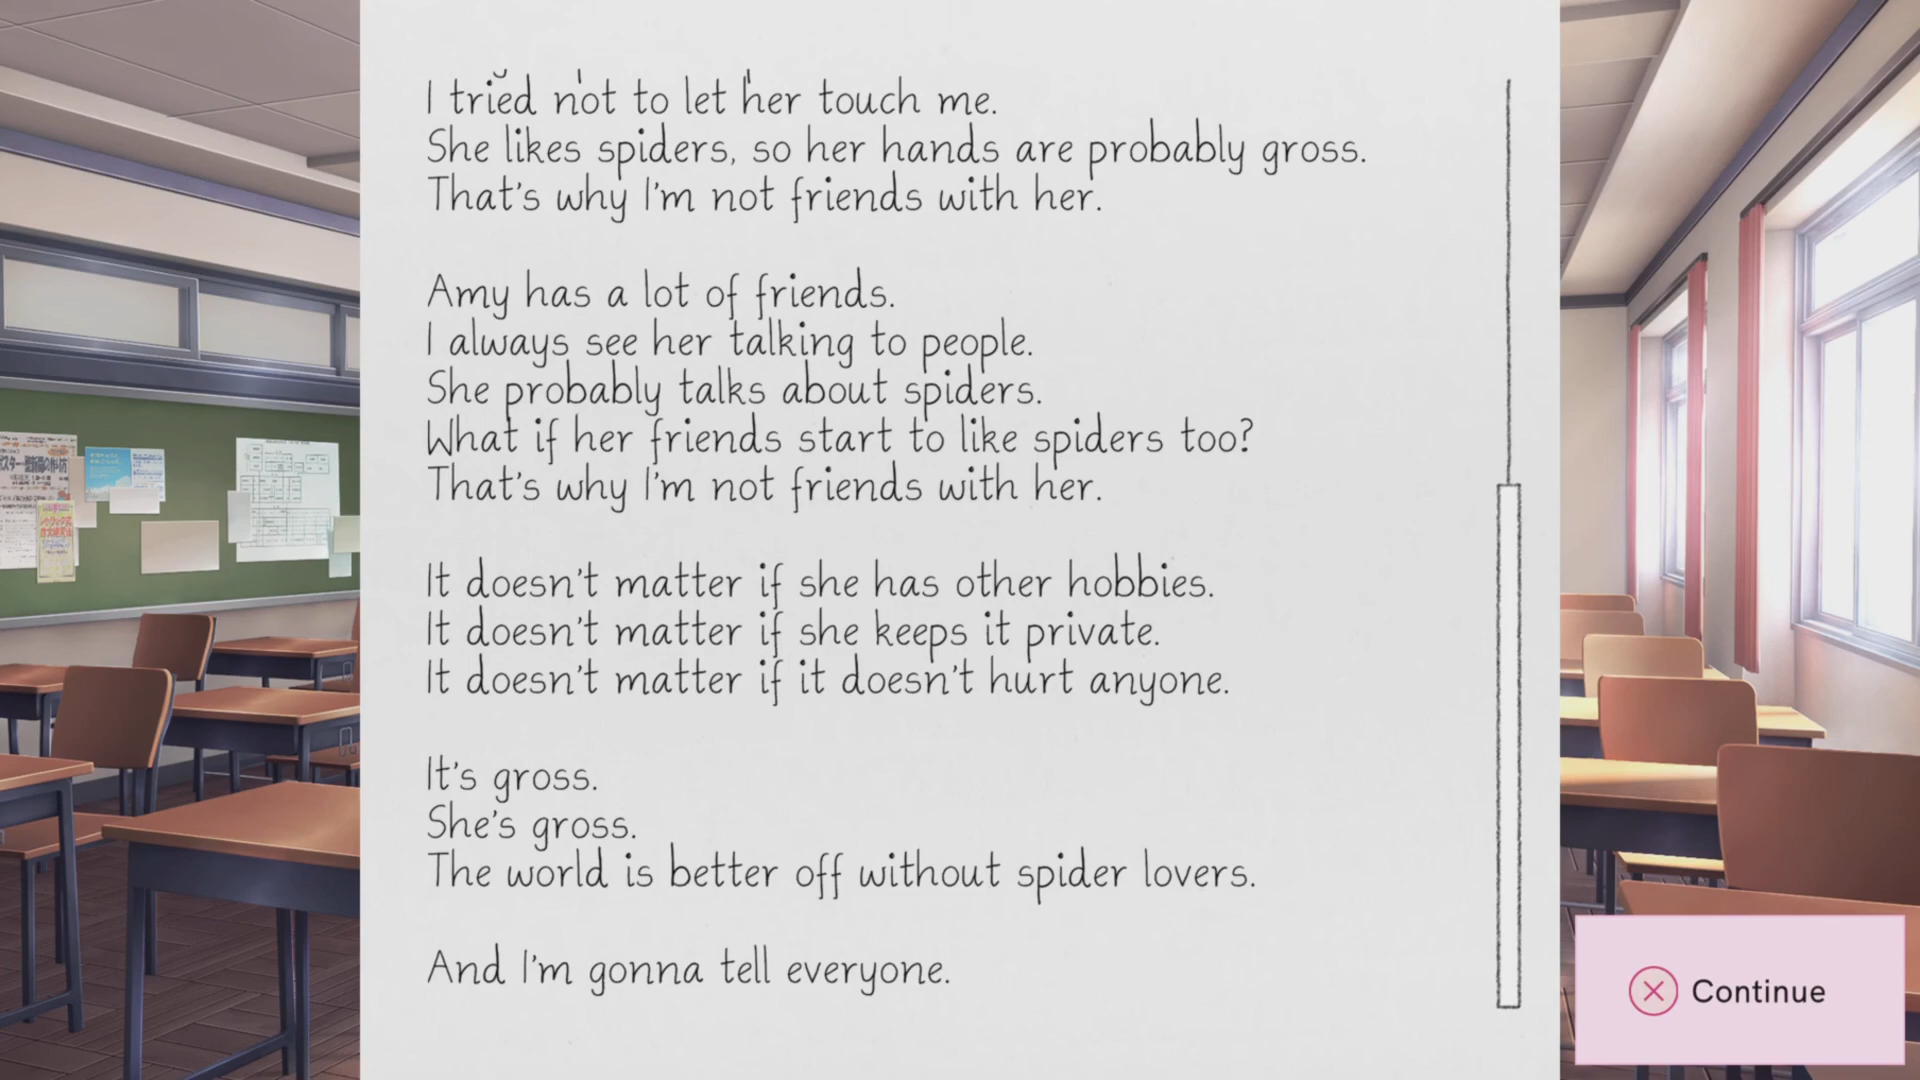 I tried not to let her touch me.
She likes spiders, so her hands are probably gross.
That's why I'm not friends with her.
Amy has a lot of friends.
I always see her talking to people.
She probably talks about spiders.
What if her friends start to like spiders too?
That's why I'm not friends with her.
It doesn't matter if she has other hobbies.
It doesn't matter if she keeps it private.
It doesn't matter if it doesn't hurt anyone.
It's gross.
She's gross.
The world is better off without spider lovers.
And I'm gonna tell everyone.
Continue